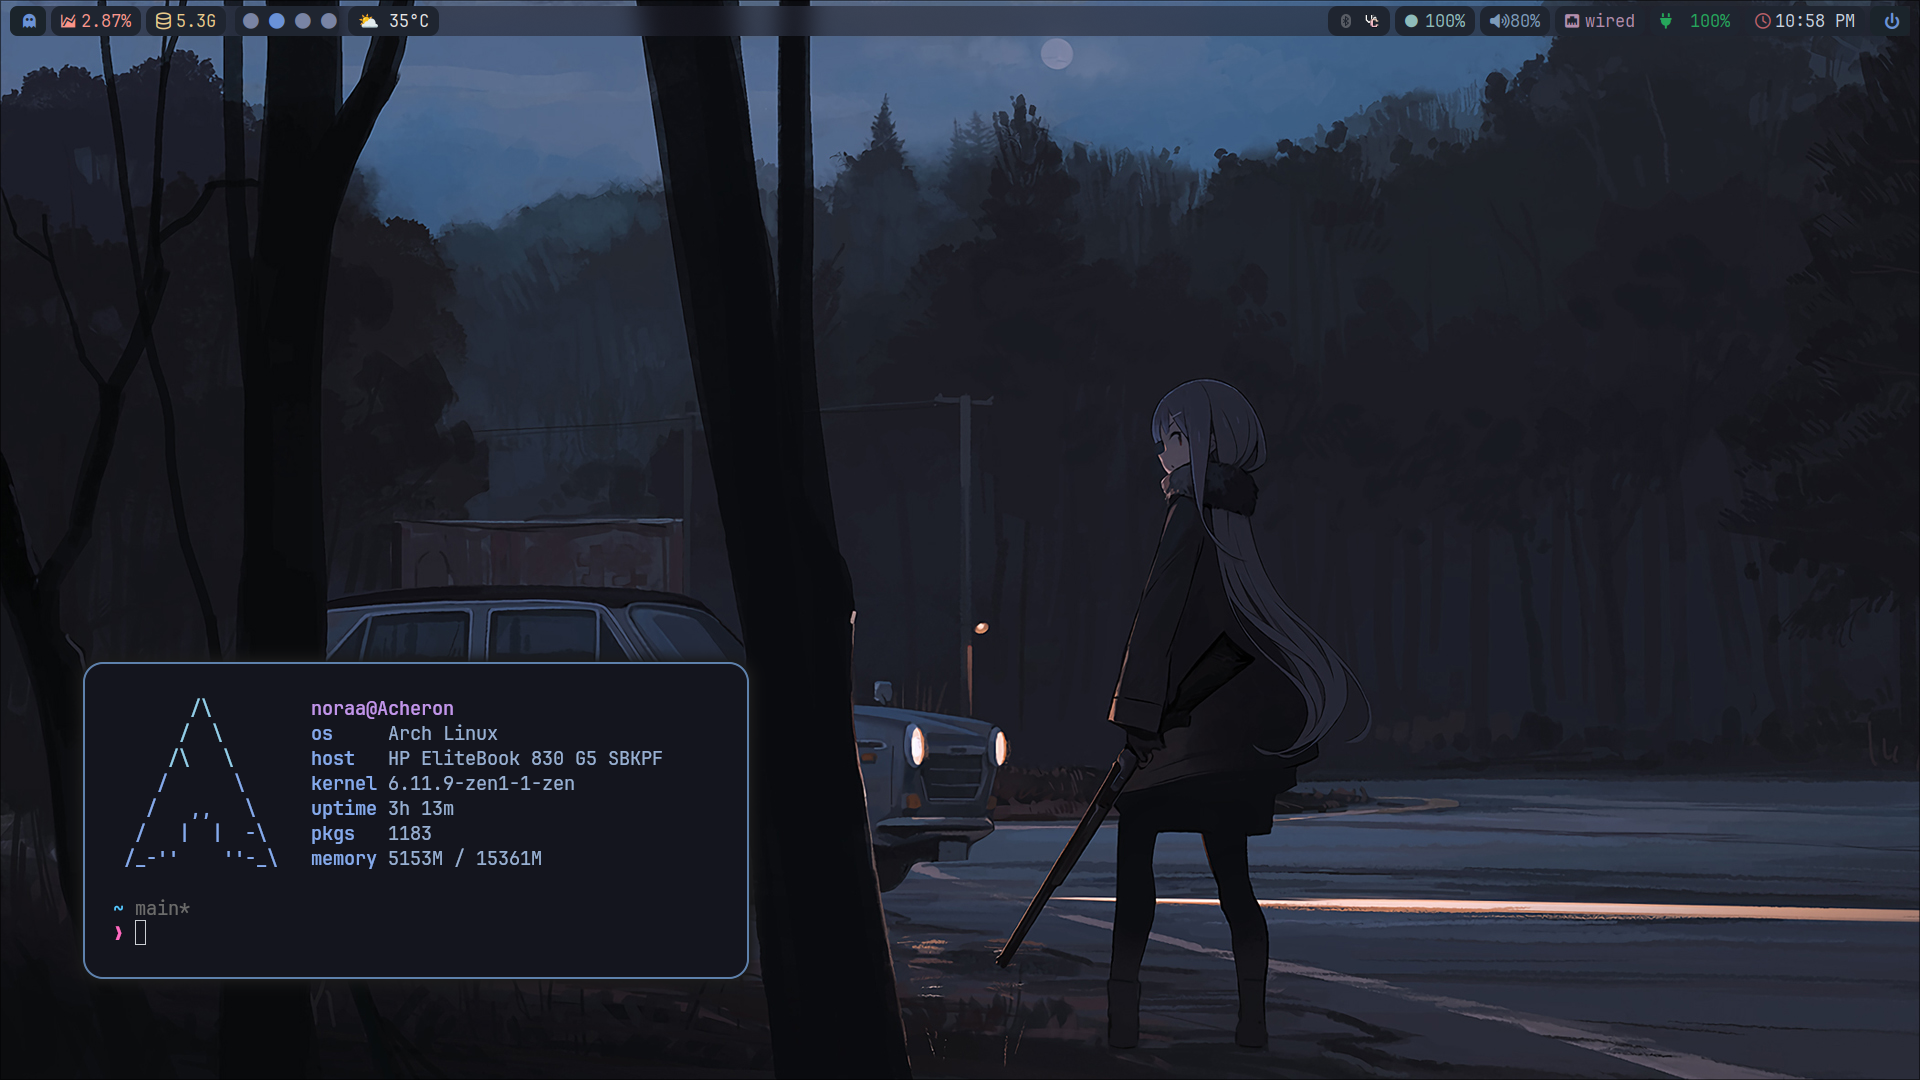 2.87% 5.3G 35°C 100% 80% wired 100% 10:58 PM
noraa@Acheron
os Arch Linux
host HP EliteBook 830 G5 SBKPF
kernel 6.11.9-zen1-1-zen
uptime 3h 13m
pkgs 1183
memory 5153M / 15361M
~ main*
❯